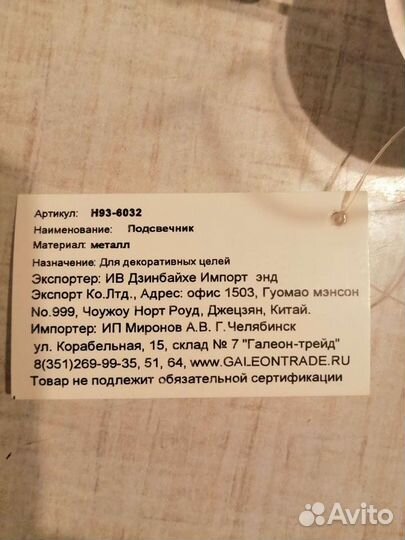 Артикул: H93-6032
Наименование: Подсвечник
Материал: металл
Назначение: Для декоративных целей
Экспортер: ИВ Дзинбайхе Импорт энд
Экспорт Ко.Лтд., Адрес: офис 1503, Гуомао мэнсон
No.999, Чоужоу Норт Роуд, Джецзян, Китай.
Импортер: ИП Миронов А.В. Г.Челябинск
ул. Корабельная, 15, склад № 7 "Галеон-трейд"
8(351)269-99-35, 51, 64, www.GALEONTRADE.RU
Товар не подлежит обязательной сертификации
Avito